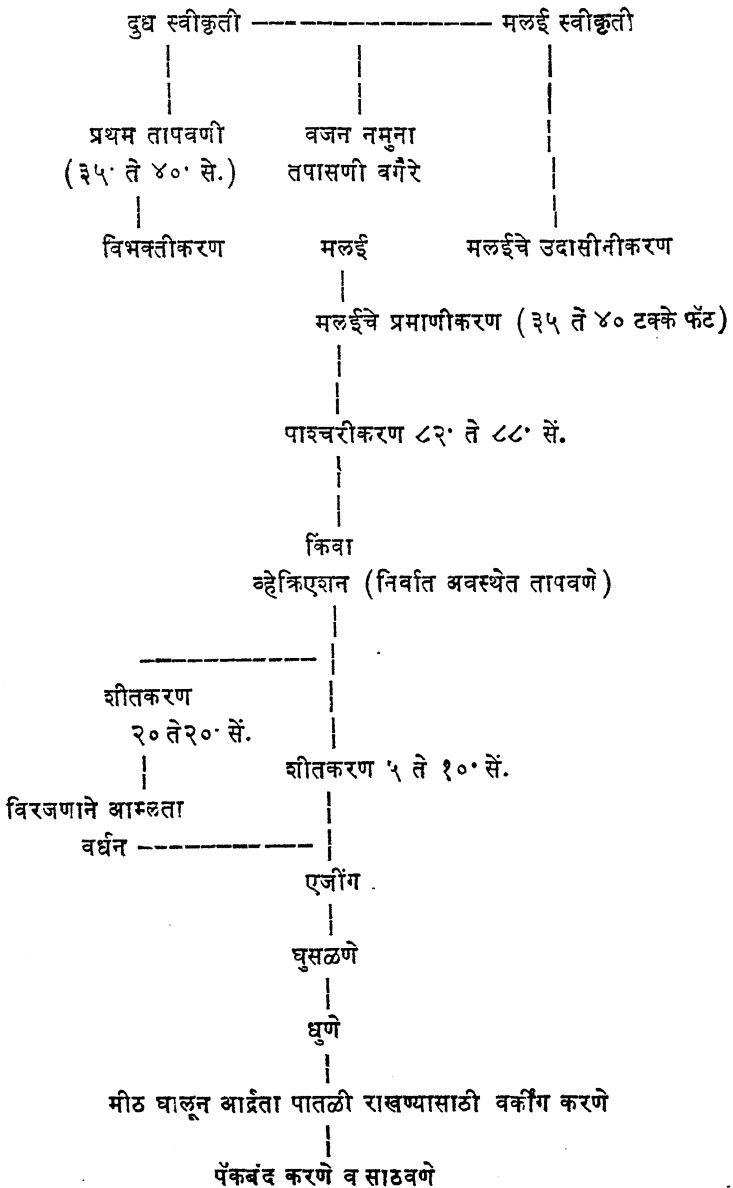 दुध स्वीकृती मलई स्वीकृती
प्रथम तापवणी वजन नमुना
(३५° ते ४०° से.) तपासणी वगैरे
विभक्तीकरण मलई मलईचे उदासीनीकरण
मलईचे प्रमाणीकरण (३५ तें ४० टक्के फॅट)
पाश्चरीकरण ८२° ते ८८° सें.
किंवा
व्हेक्रिएशन (निर्वात अवस्थेत तापवणे)
शीतकरण
२० ते२०° सें.
शीतकरण ५ ते १०° सें.
विरजणाने आम्लता
वर्धन
एजींग
घुसळणे
धुणे
मीठ घालून आर्द्रता पातळी राखण्यासाठी वर्कींग करणे
पॅकबंद करणे व साठवणे